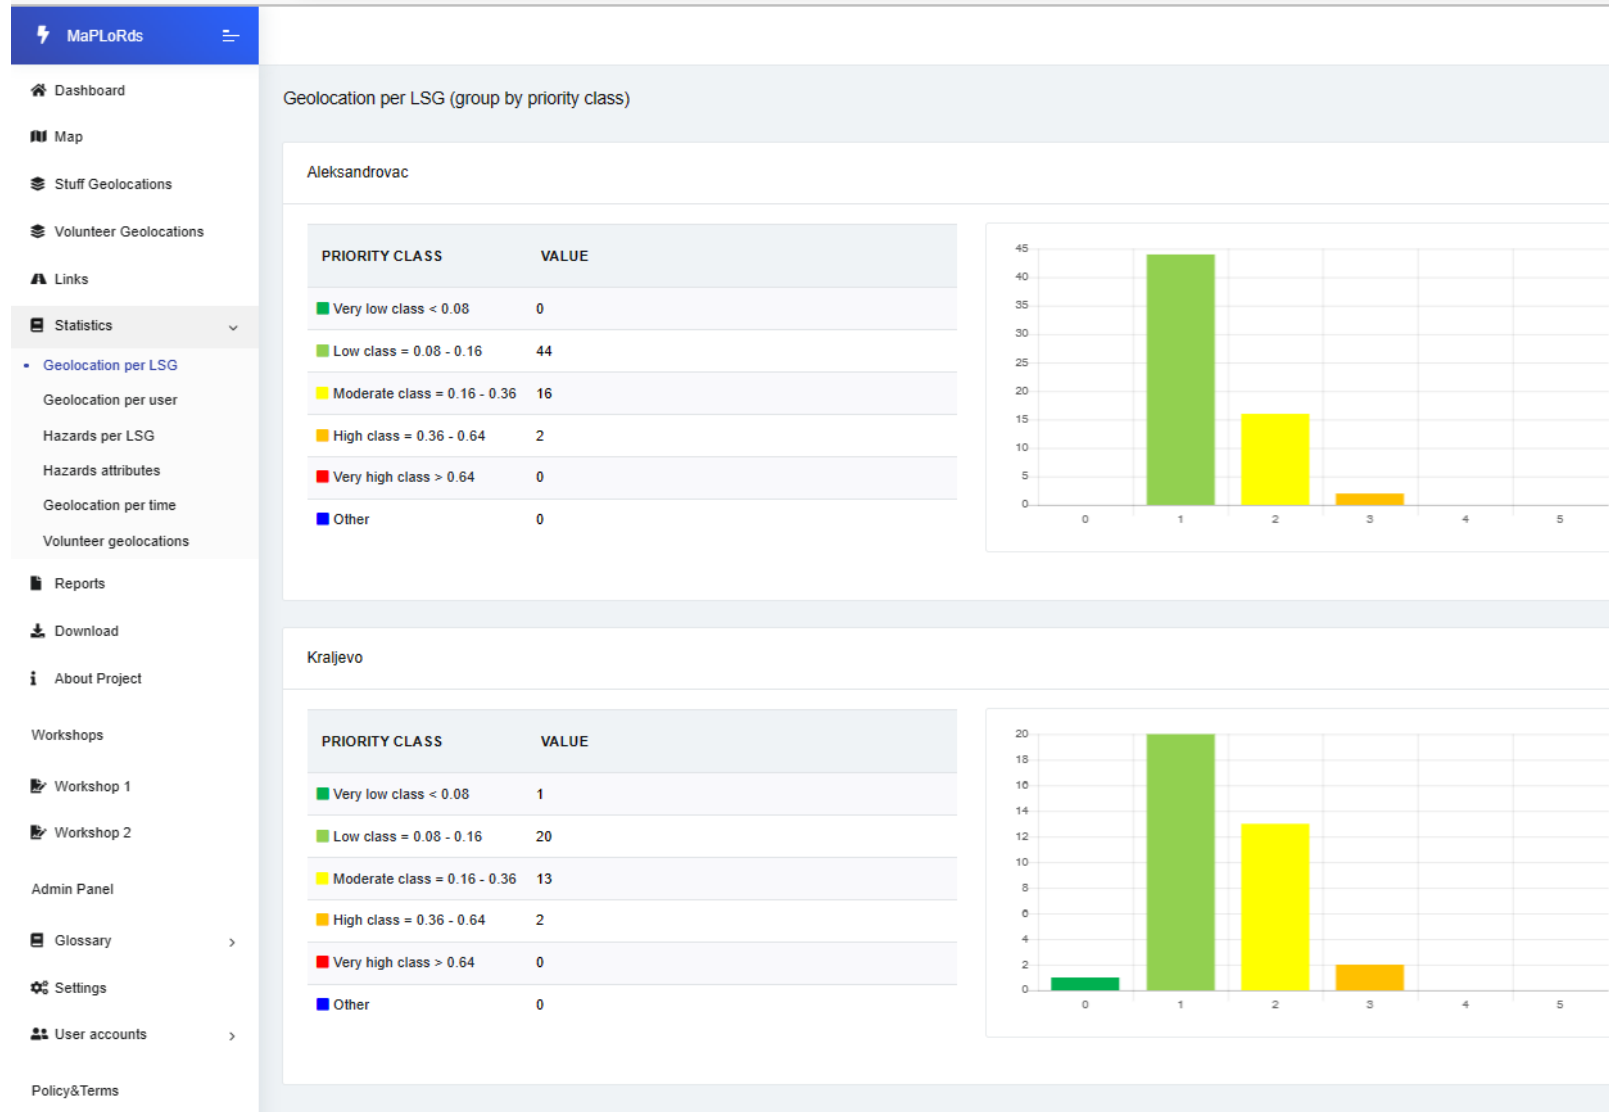 MaPLoRds
Dashboard
Map
Stuff Geolocations
Volunteer Geolocations
Links
Statistics
Geolocation per LSG
Geolocation per user
Hazards per LSG
Hazards attributes
Geolocation per time
Volunteer geolocations
Reports
Download
About Project
Workshops
Workshop 1
Workshop 2
Admin Panel
Glossary
Settings
User accounts
Policy&Terms
Geolocation per LSG (group by priority class)
Aleksandrovac
PRIORITY CLASS VALUE
Very low class < 0.08 0
Low class = 0.08 - 0.16 44
Moderate class = 0.16 - 0.36 16
High class = 0.36 - 0.64 2
Very high class > 0.64 0
Other 0
45
40
35
30
25
20
15
10
5
0
0 1 2 3 4 5
Kraljevo
PRIORITY CLASS VALUE
Very low class < 0.08 1
Low class = 0.08 - 0.16 20
Moderate class = 0.16 - 0.36 13
High class = 0.36 - 0.64 2
Very high class > 0.64 0
Other 0
20
18
16
14
12
10
8
6
4
2
0
0 1 2 3 4 5